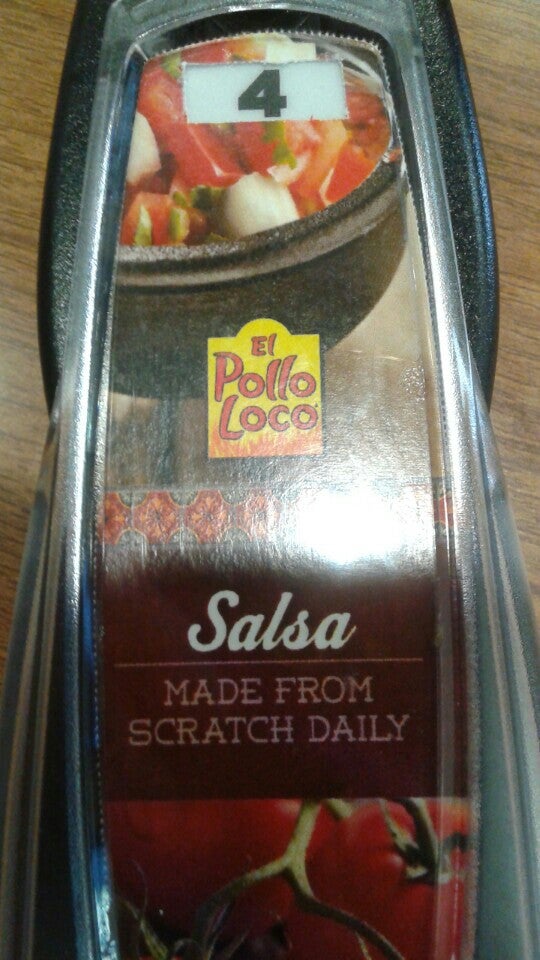 4
El
Pollo
Loco
Salsa
MADE FROM
SCRATCH DAILY